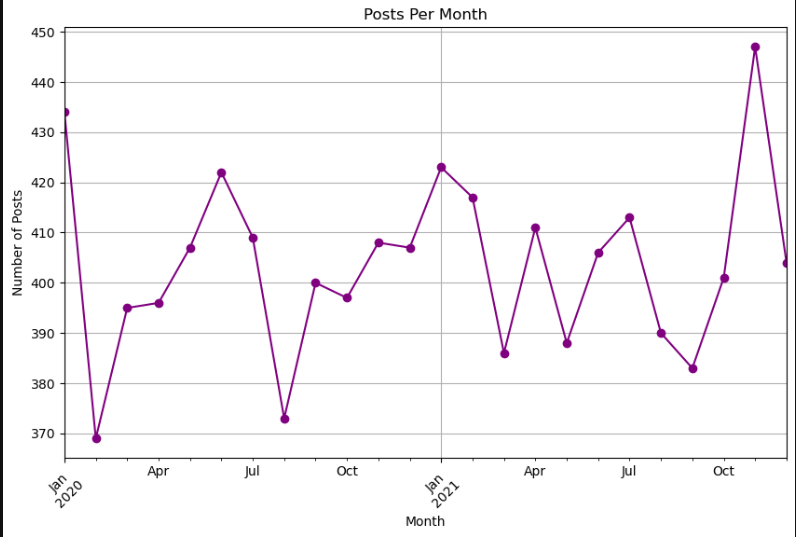 Posts Per Month
Number of Posts
450
440
430
420
410
400
390
380
370
Jan
2020
Apr
Jul
Oct
Jan
2021
Apr
Jul
Oct
Month